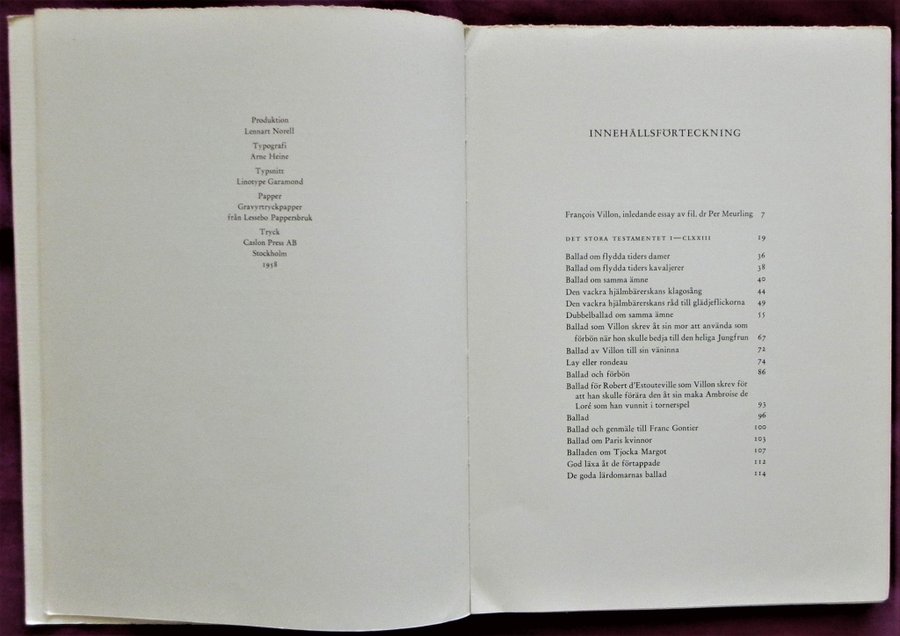 Produktion
Lennart Norell
Typografi
Arne Heine
Typsnitt
Linotype Garamond
Papper
Gravyrtryckpapper
från Lessebo Pappersbruk
Tryck
Caslon Press AB
Stockholm
1958
INNEHÅLLSFÖRTECKNING
François Villon, inledande essay av fil. dr Per Meurling 7
DET STORA TESTAMENTET I—CLXXIII 19
Ballad om flydda tiders damer 36
Ballad om flydda tiders kavaljerer 38
Ballad om samma ämne 40
Den vackra hjälmbärerskans klagosång 44
Den vackra hjälmbärerskans råd till glädjeflickorna 49
Dubbelballad om samma ämne 55
Ballad som Villon skrev åt sin mor att använda som
förbön när hon skulle bedja till den heliga Jungfrun 67
Ballad av Villon till sin väninna 72
Lay eller rondeau 74
Ballad och förbön 86
Ballad för Robert d'Estouteville som Villon skrev för
att han skulle förära den åt sin maka Ambroise de
Loré som han vunnit i tornerspel 93
Ballad 96
Ballad och genmäle till Franc Gontier 100
Ballad om Paris kvinnor 103
Balladen om Tjocka Margot 107
God läxa åt de förtappade 112
De goda lärdomarnas ballad 114